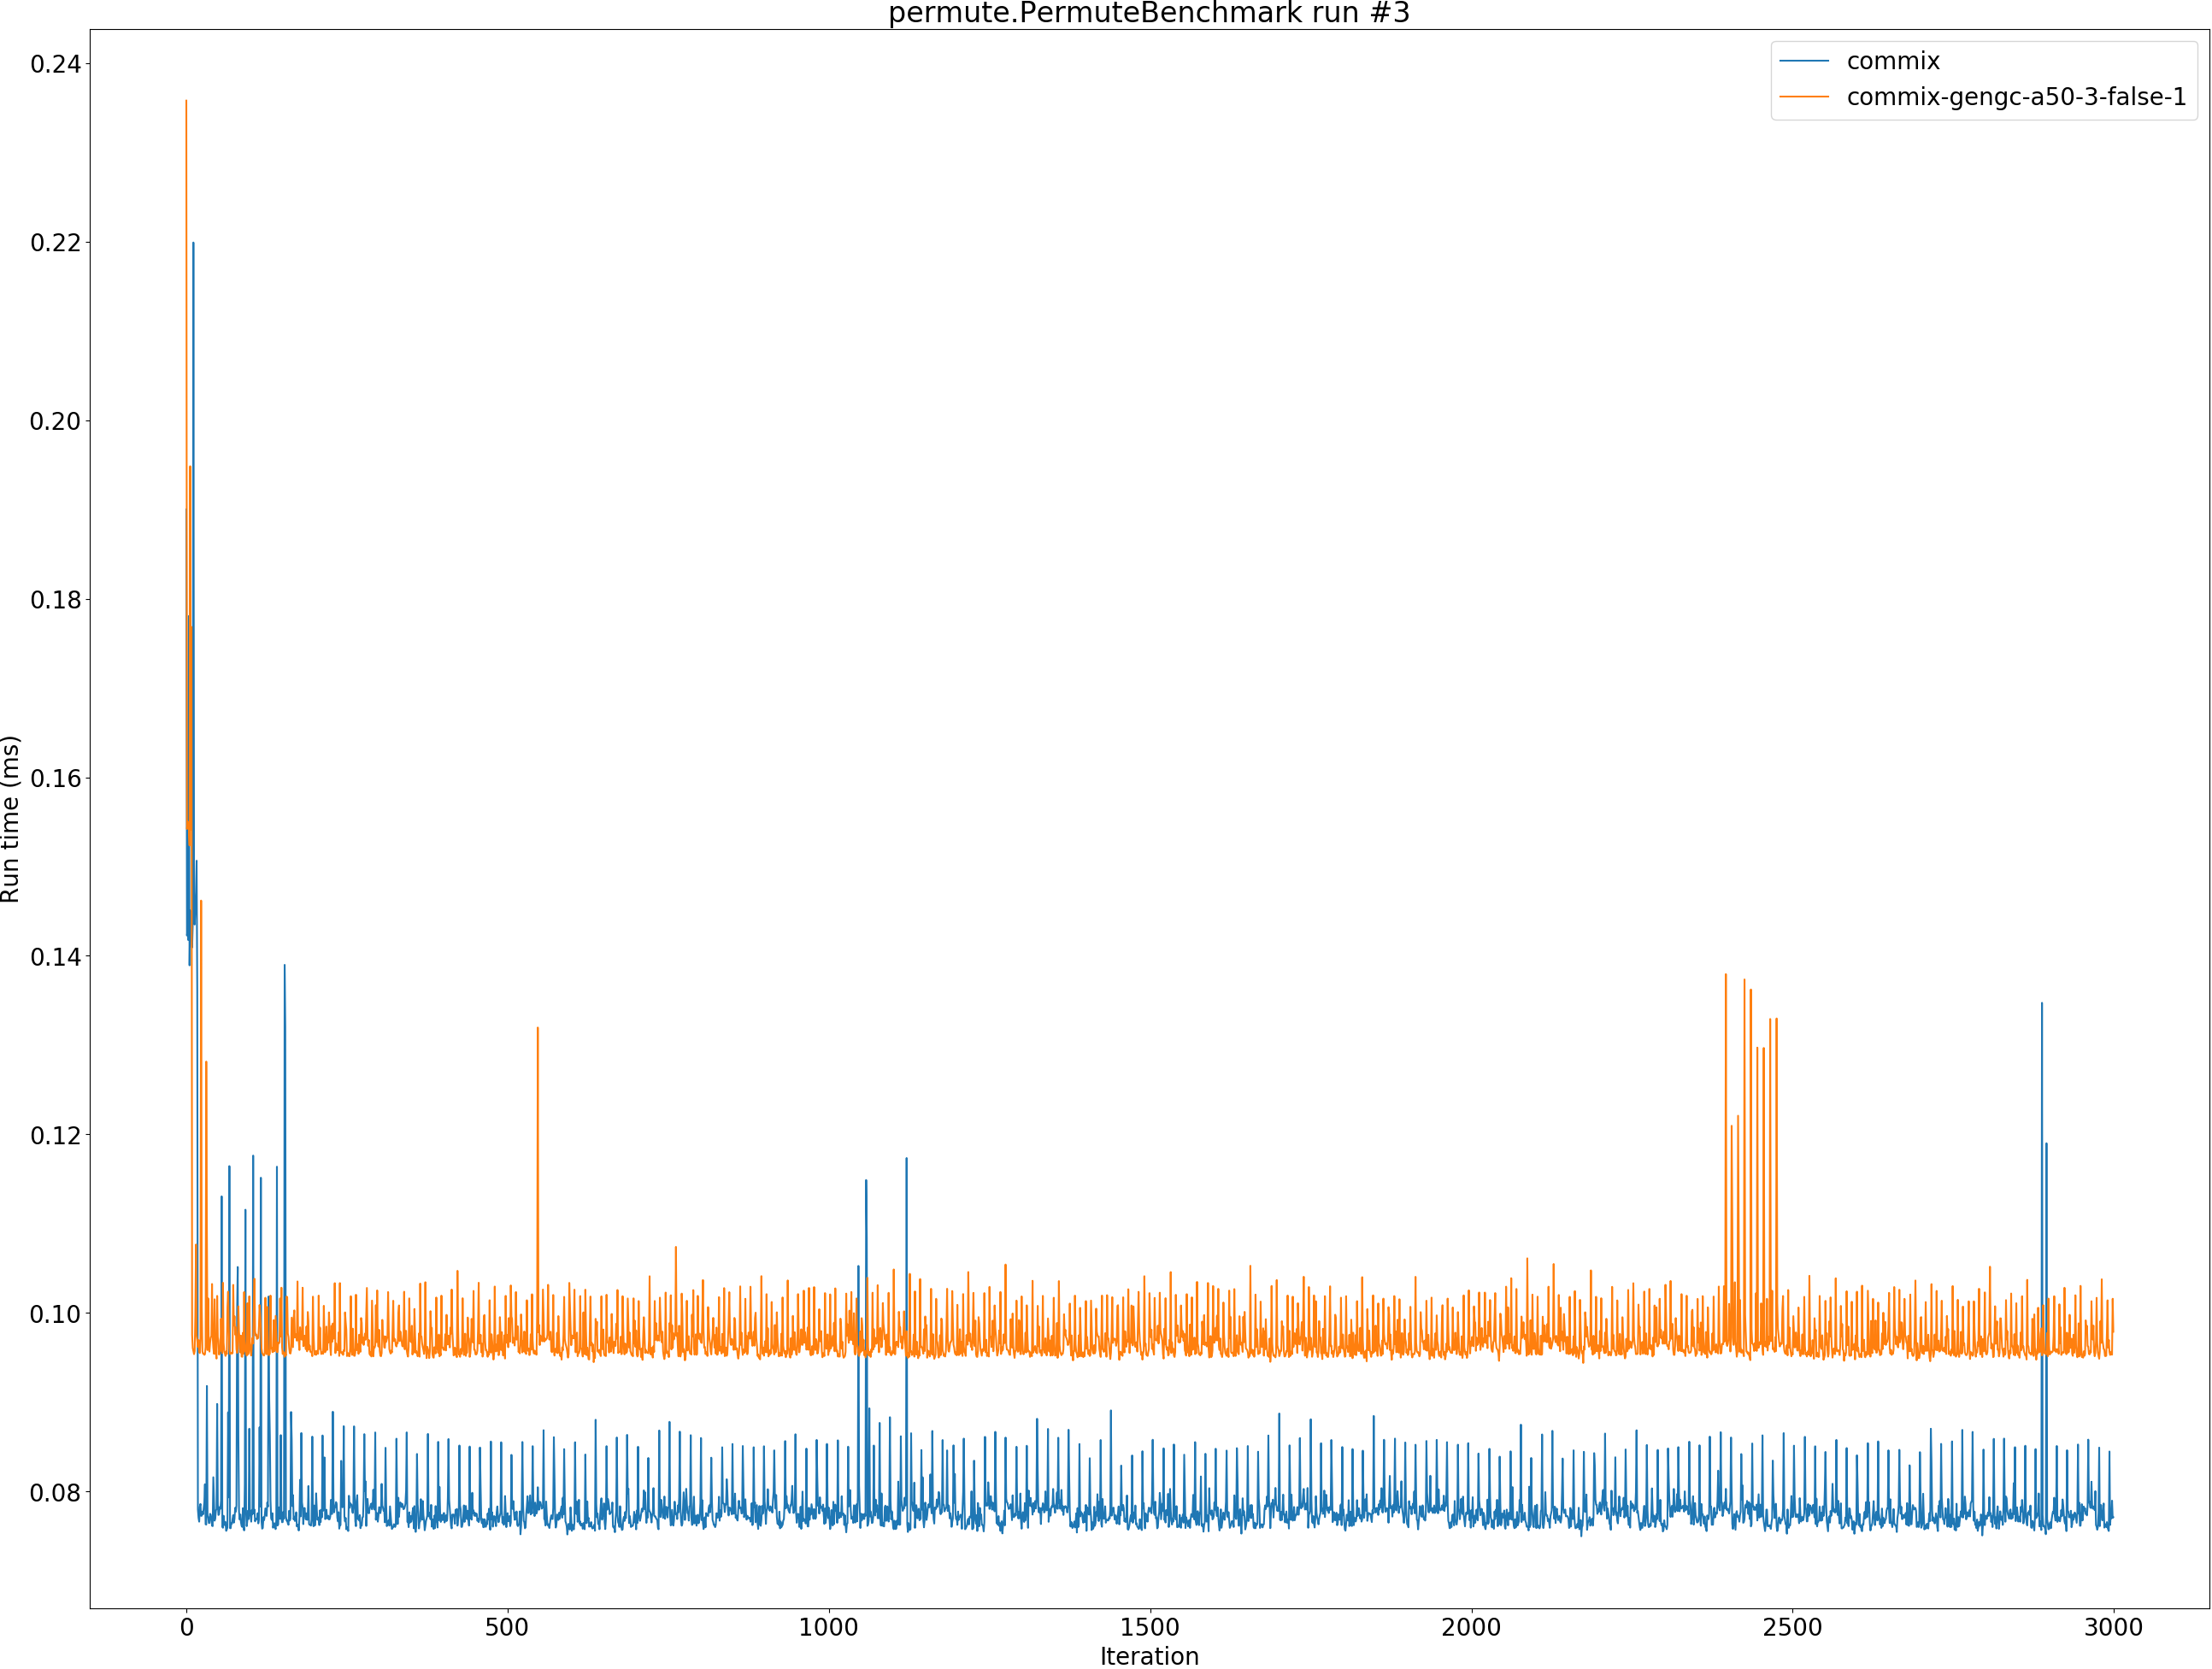 permute.PermuteBenchmark run #3
commix
commix-gengc-a50-3-false-1
Run time (ms)
0.24
0.22
0.20
0.18
0.16
0.14
0.12
0.10
0.08
0 500 1000 1500 2000 2500 3000
Iteration